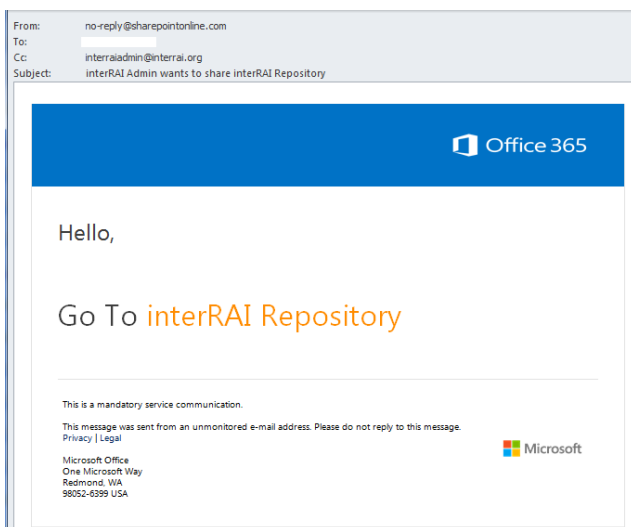 From: no-reply@sharepointonline.com
To:
Cc: interraiadmin@interrai.org
Subject: interRAI Admin wants to share interRAI Repository
Office 365
Hello,
Go To interRAI Repository
This is a mandatory service communication.
This message was sent from an unmonitored e-mail address. Please do not reply to this message.
Privacy | Legal
Microsoft Office
One Microsoft Way
Redmond, WA
98052-6399 USA
Microsoft